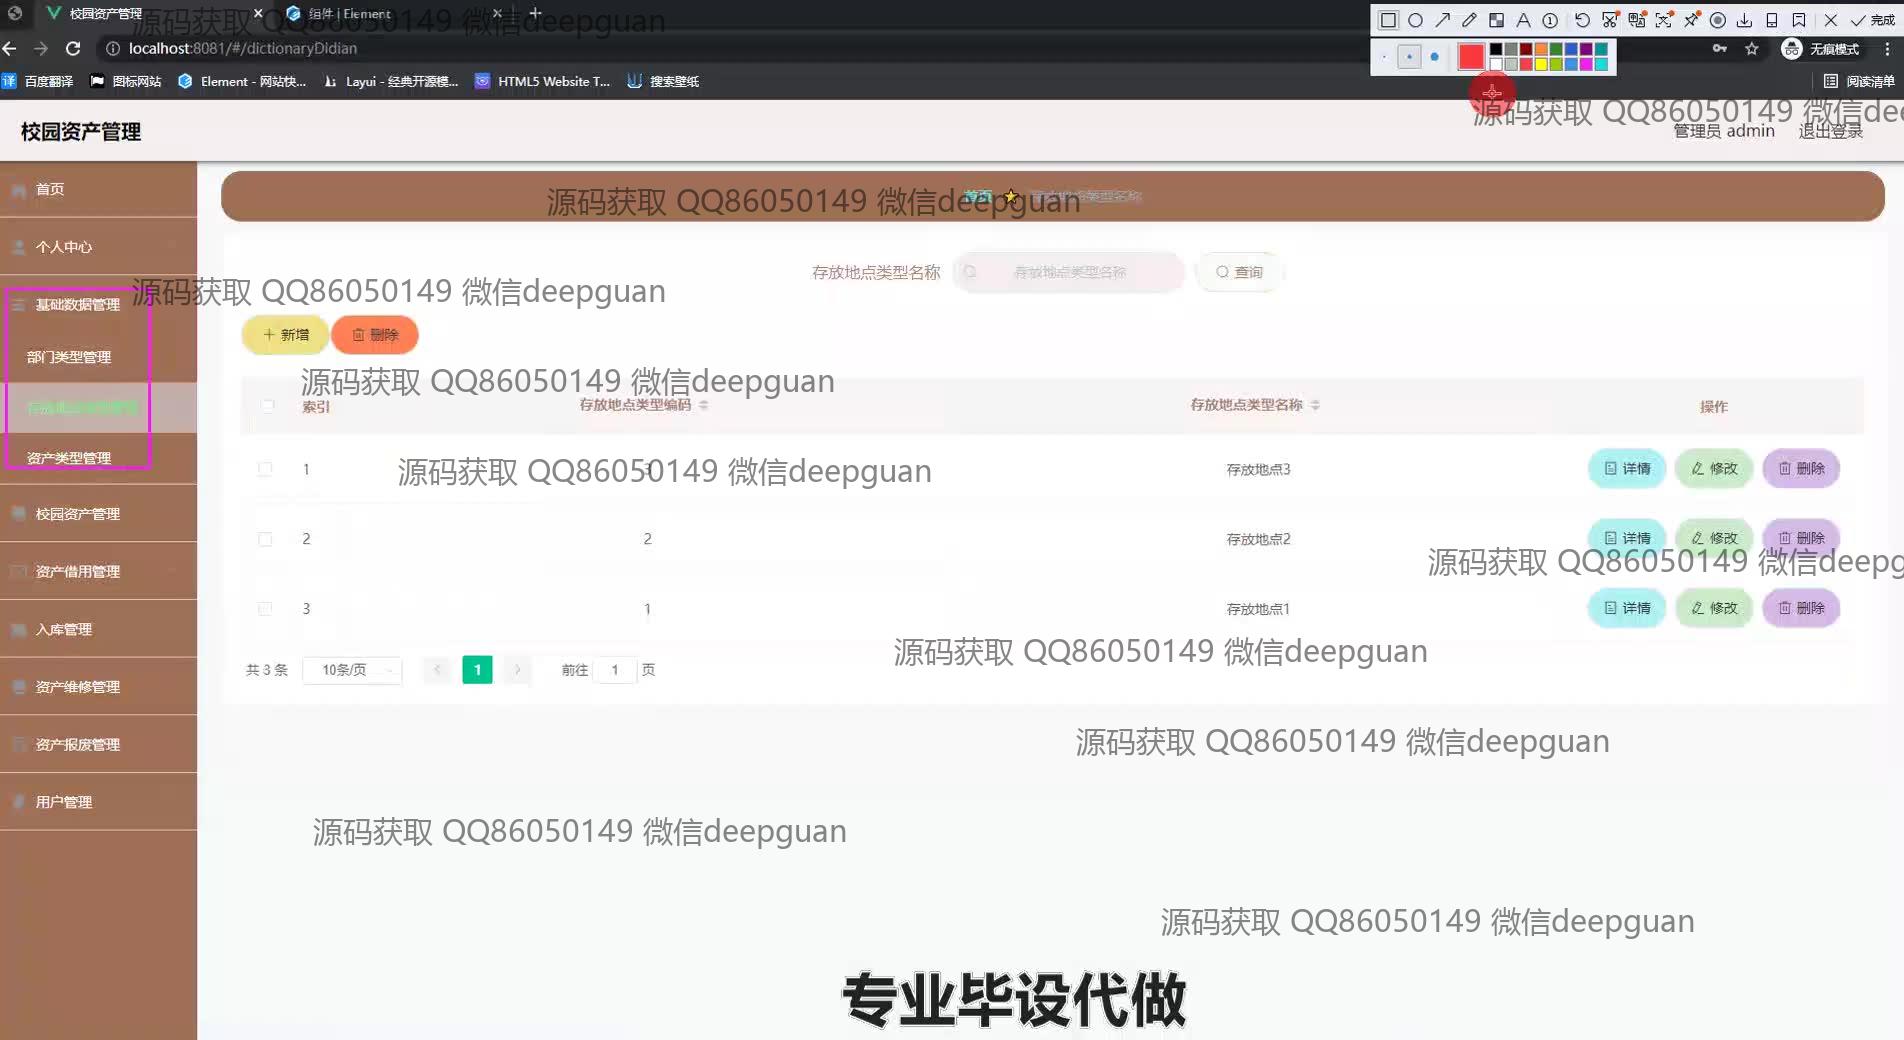 校园资产管理
组件 | Element
源码获取 QQ86050149 微信deepguan
完成
localhost:8081/#/dictionaryDidian
无痕模式
百度翻译
图标网站
Element - 网站快...
Layui - 经典开源模...
HTML5 Website T...
搜索壁纸
阅读清单
源码获取 QQ86050149 微信dee
校园资产管理
管理员 admin
退出登录
首页
源码获取 QQ86050149 微信deepguan
首页
存放地点类型名称
个人中心
存放地点类型名称
存放地点类型名称
查询
源码获取 QQ86050149 微信deepguan
基础数据管理
新增
删除
部门类型管理
源码获取 QQ86050149 微信deepguan
存放地点类型管理
索引
存放地点类型编码
存放地点类型名称
操作
资产类型管理
1
3
存放地点3
详情
修改
删除
源码获取 QQ86050149 微信deepguan
校园资产管理
2
2
存放地点2
详情
修改
删除
源码获取 QQ86050149 微信deepg
资产借用管理
3
1
存放地点1
详情
修改
删除
入库管理
源码获取 QQ86050149 微信deepguan
共 3 条
10条/页
1
前往
1
页
资产维修管理
资产报废管理
源码获取 QQ86050149 微信deepguan
用户管理
源码获取 QQ86050149 微信deepguan
源码获取 QQ86050149 微信deepguan
专业毕设代做